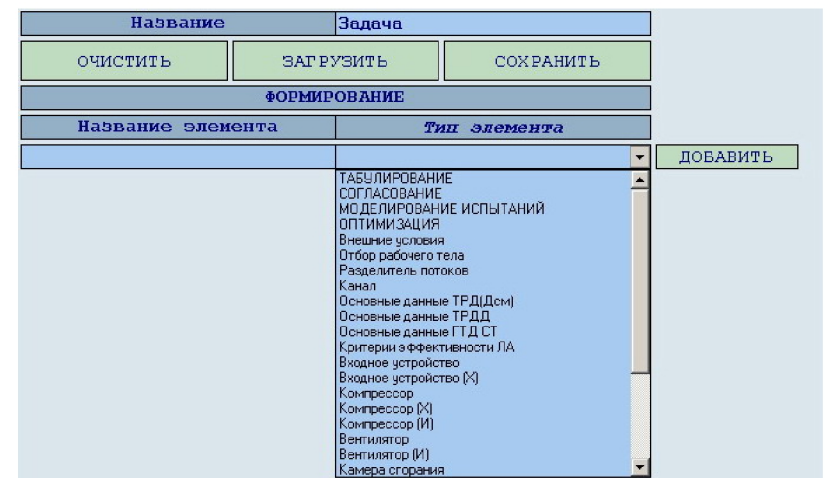 Название Задача
ОЧИСТИТЬ ЗАГРУЗИТЬ СОХРАНИТЬ
ФОРМИРОВАНИЕ
Название элемента Тип элемента
ДОБАВИТЬ
ТАБУЛИРОВАНИЕ
СОГЛАСОВАНИЕ
МОДЕЛИРОВАНИЕ ИСПЫТАНИЙ
ОПТИМИЗАЦИЯ
Внешние условия
Отбор рабочего тела
Разделитель потоков
Канал
Основные данные ТРД(Дсм)
Основные данные ТРДД
Основные данные ГТД СТ
Критерии эффективности ЛА
Входное устройство
Входное устройство (Х)
Компрессор
Компрессор (Х)
Компрессор (И)
Вентилятор
Вентилятор (И)
Камера сгорания